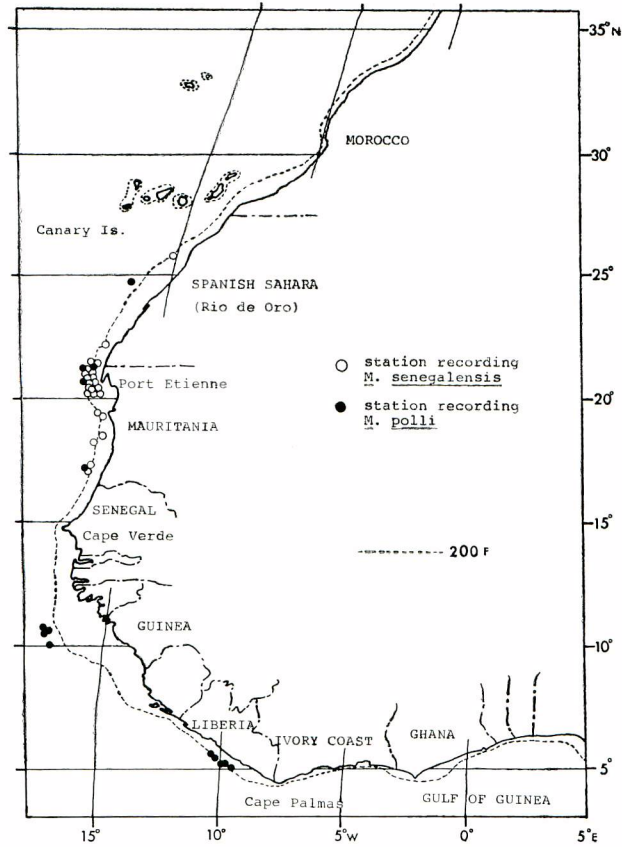 35°N
MOROCCO
30°
Canary Is.
25°
SPANISH SAHARA
(Rio de Oro)
station recording
M. senegalensis
Port Etienne
20°
station recording
M. polli
MAURITANIA
SENEGAL
15°
Cape Verde
200 F
GUINEA
10°
LIBERIA
IVORY COAST
GHANA
5°
Cape Palmas
GULF OF GUINEA
15°
10°
5°W
0°
5°E